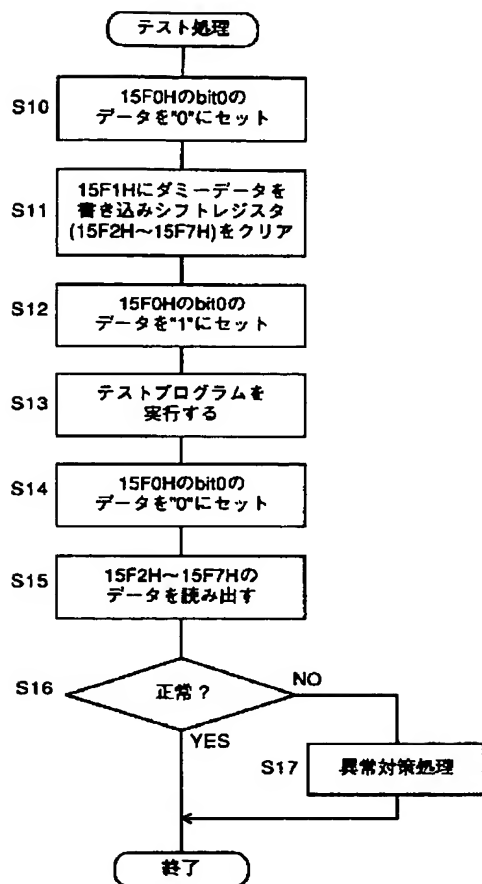 テスト処理
S10
15F0Hのbit0の
データを"0"にセット
S11
15F1Hにダミーデータを
書き込みシフトレジスタ
(15F2H～15F7H)をクリア
S12
15F0Hのbit0の
データを"1"にセット
S13
テストプログラムを
実行する
S14
15F0Hのbit0の
データを"0"にセット
S15
15F2H～15F7Hの
データを読み出す
S16
正常？
NO
YES
S17
異常対策処理
終了